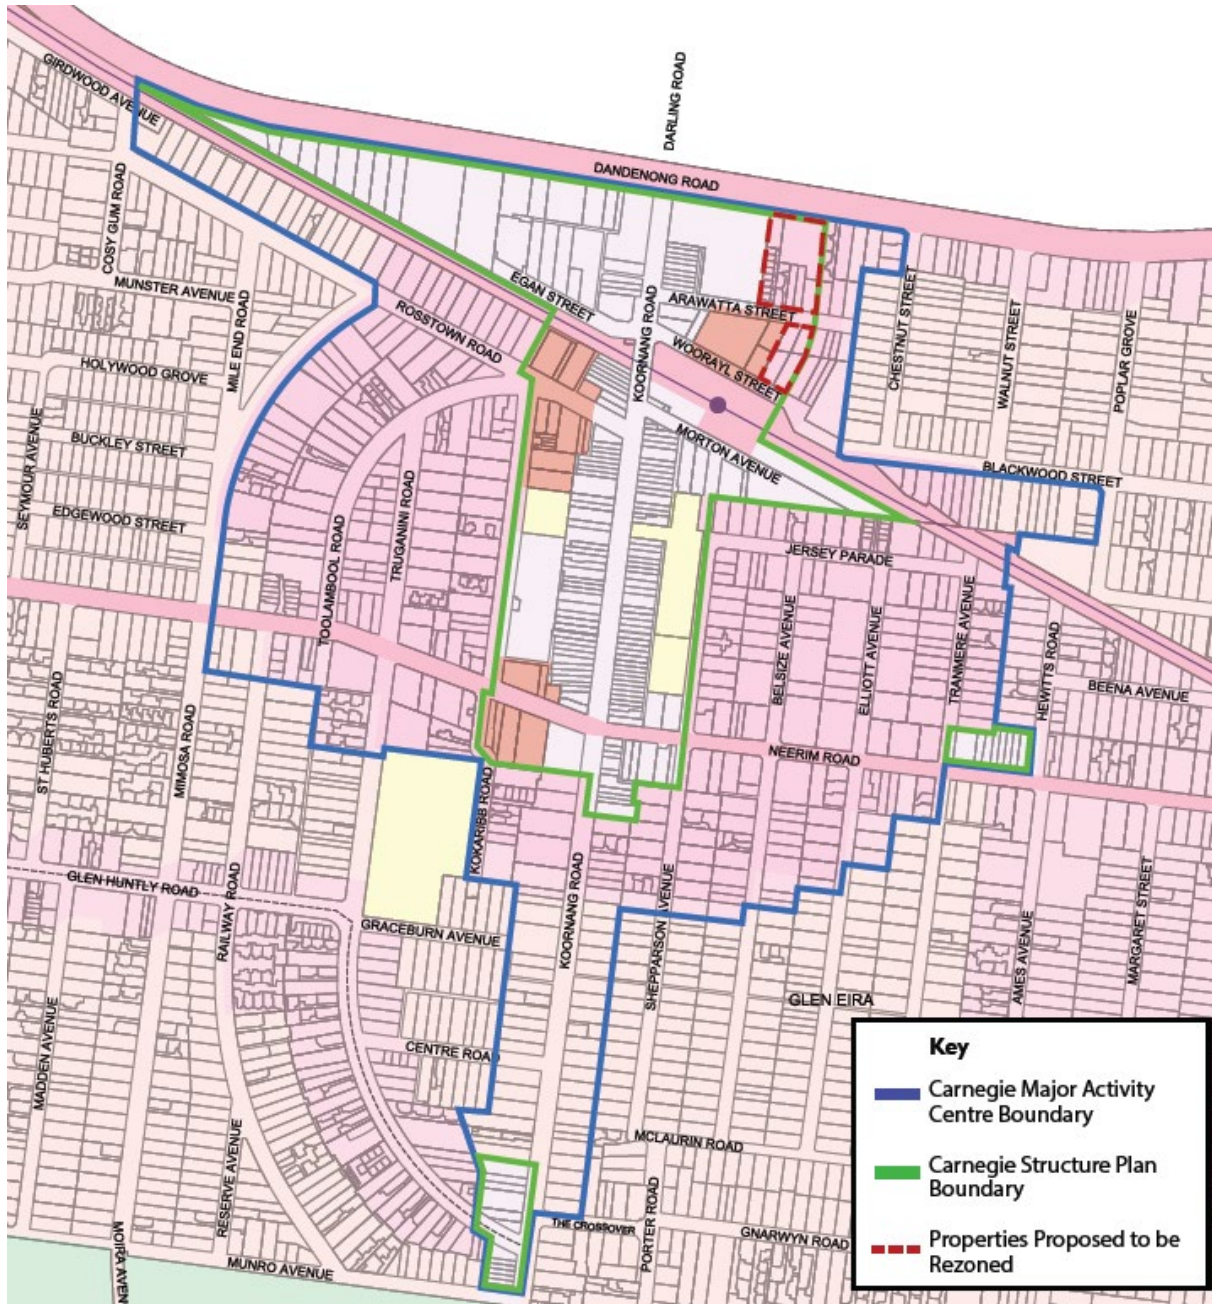 DARLING ROAD
GIRDWOOD AVENUE
DANDENONG ROAD
COSY GUM ROAD
MUNSTER AVENUE
MILE END ROAD
EGAN STREET
KOORNANG ROAD
ARAWATTA STREET
CHESTNUT STREET
WALNUT STREET
POPLAR GROVE
ROSSTOWN ROAD
WOORAYL STREET
HOLYWOOD GROVE
SEYMOUR AVENUE
BUCKLEY STREET
MORTON AVENUE
BLACKWOOD STREET
EDGEWOOD STREET
TOOLAMBOOL ROAD
TRUGANINI ROAD
JERSEY PARADE
BELSIZE AVENUE
ELLIOTT AVENUE
TRANMERE AVENUE
HEWITTS ROAD
BEENA AVENUE
ST HUBERTS ROAD
MIMOSA ROAD
NEERIM ROAD
KOKARIBB ROAD
GLEN HUNTLY ROAD
RAILWAY ROAD
GRACEBURN AVENUE
KOORNANG ROAD
SHEPPARSON AVENUE
AMES AVENUE
MARGARET STREET
GLEN EIRA
MADDEN AVENUE
CENTRE ROAD
RESERVE AVENUE
MCLAURIN ROAD
PORTER ROAD
THE CROSSOVER
GNARWYN ROAD
MOIRA AVEN
MUNRO AVENUE
Key
Carnegie Major Activity
Centre Boundary
Carnegie Structure Plan
Boundary
Properties Proposed to be
Rezoned